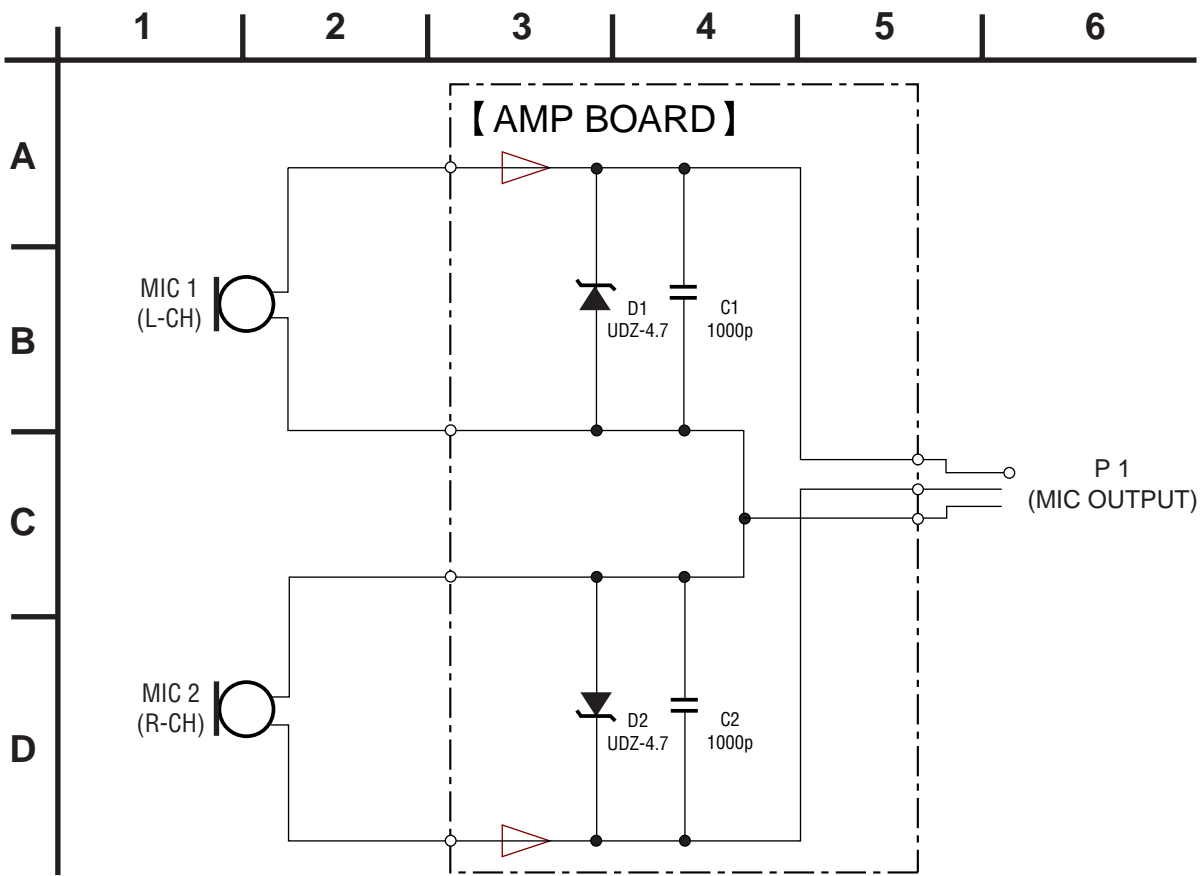 1 2 3 4 5 6
【AMP BOARD】
A
B
C
D
MIC 1
(L-CH)
D1
UDZ-4.7
C1
1000p
P 1
(MIC OUTPUT)
MIC 2
(R-CH)
D2
UDZ-4.7
C2
1000p